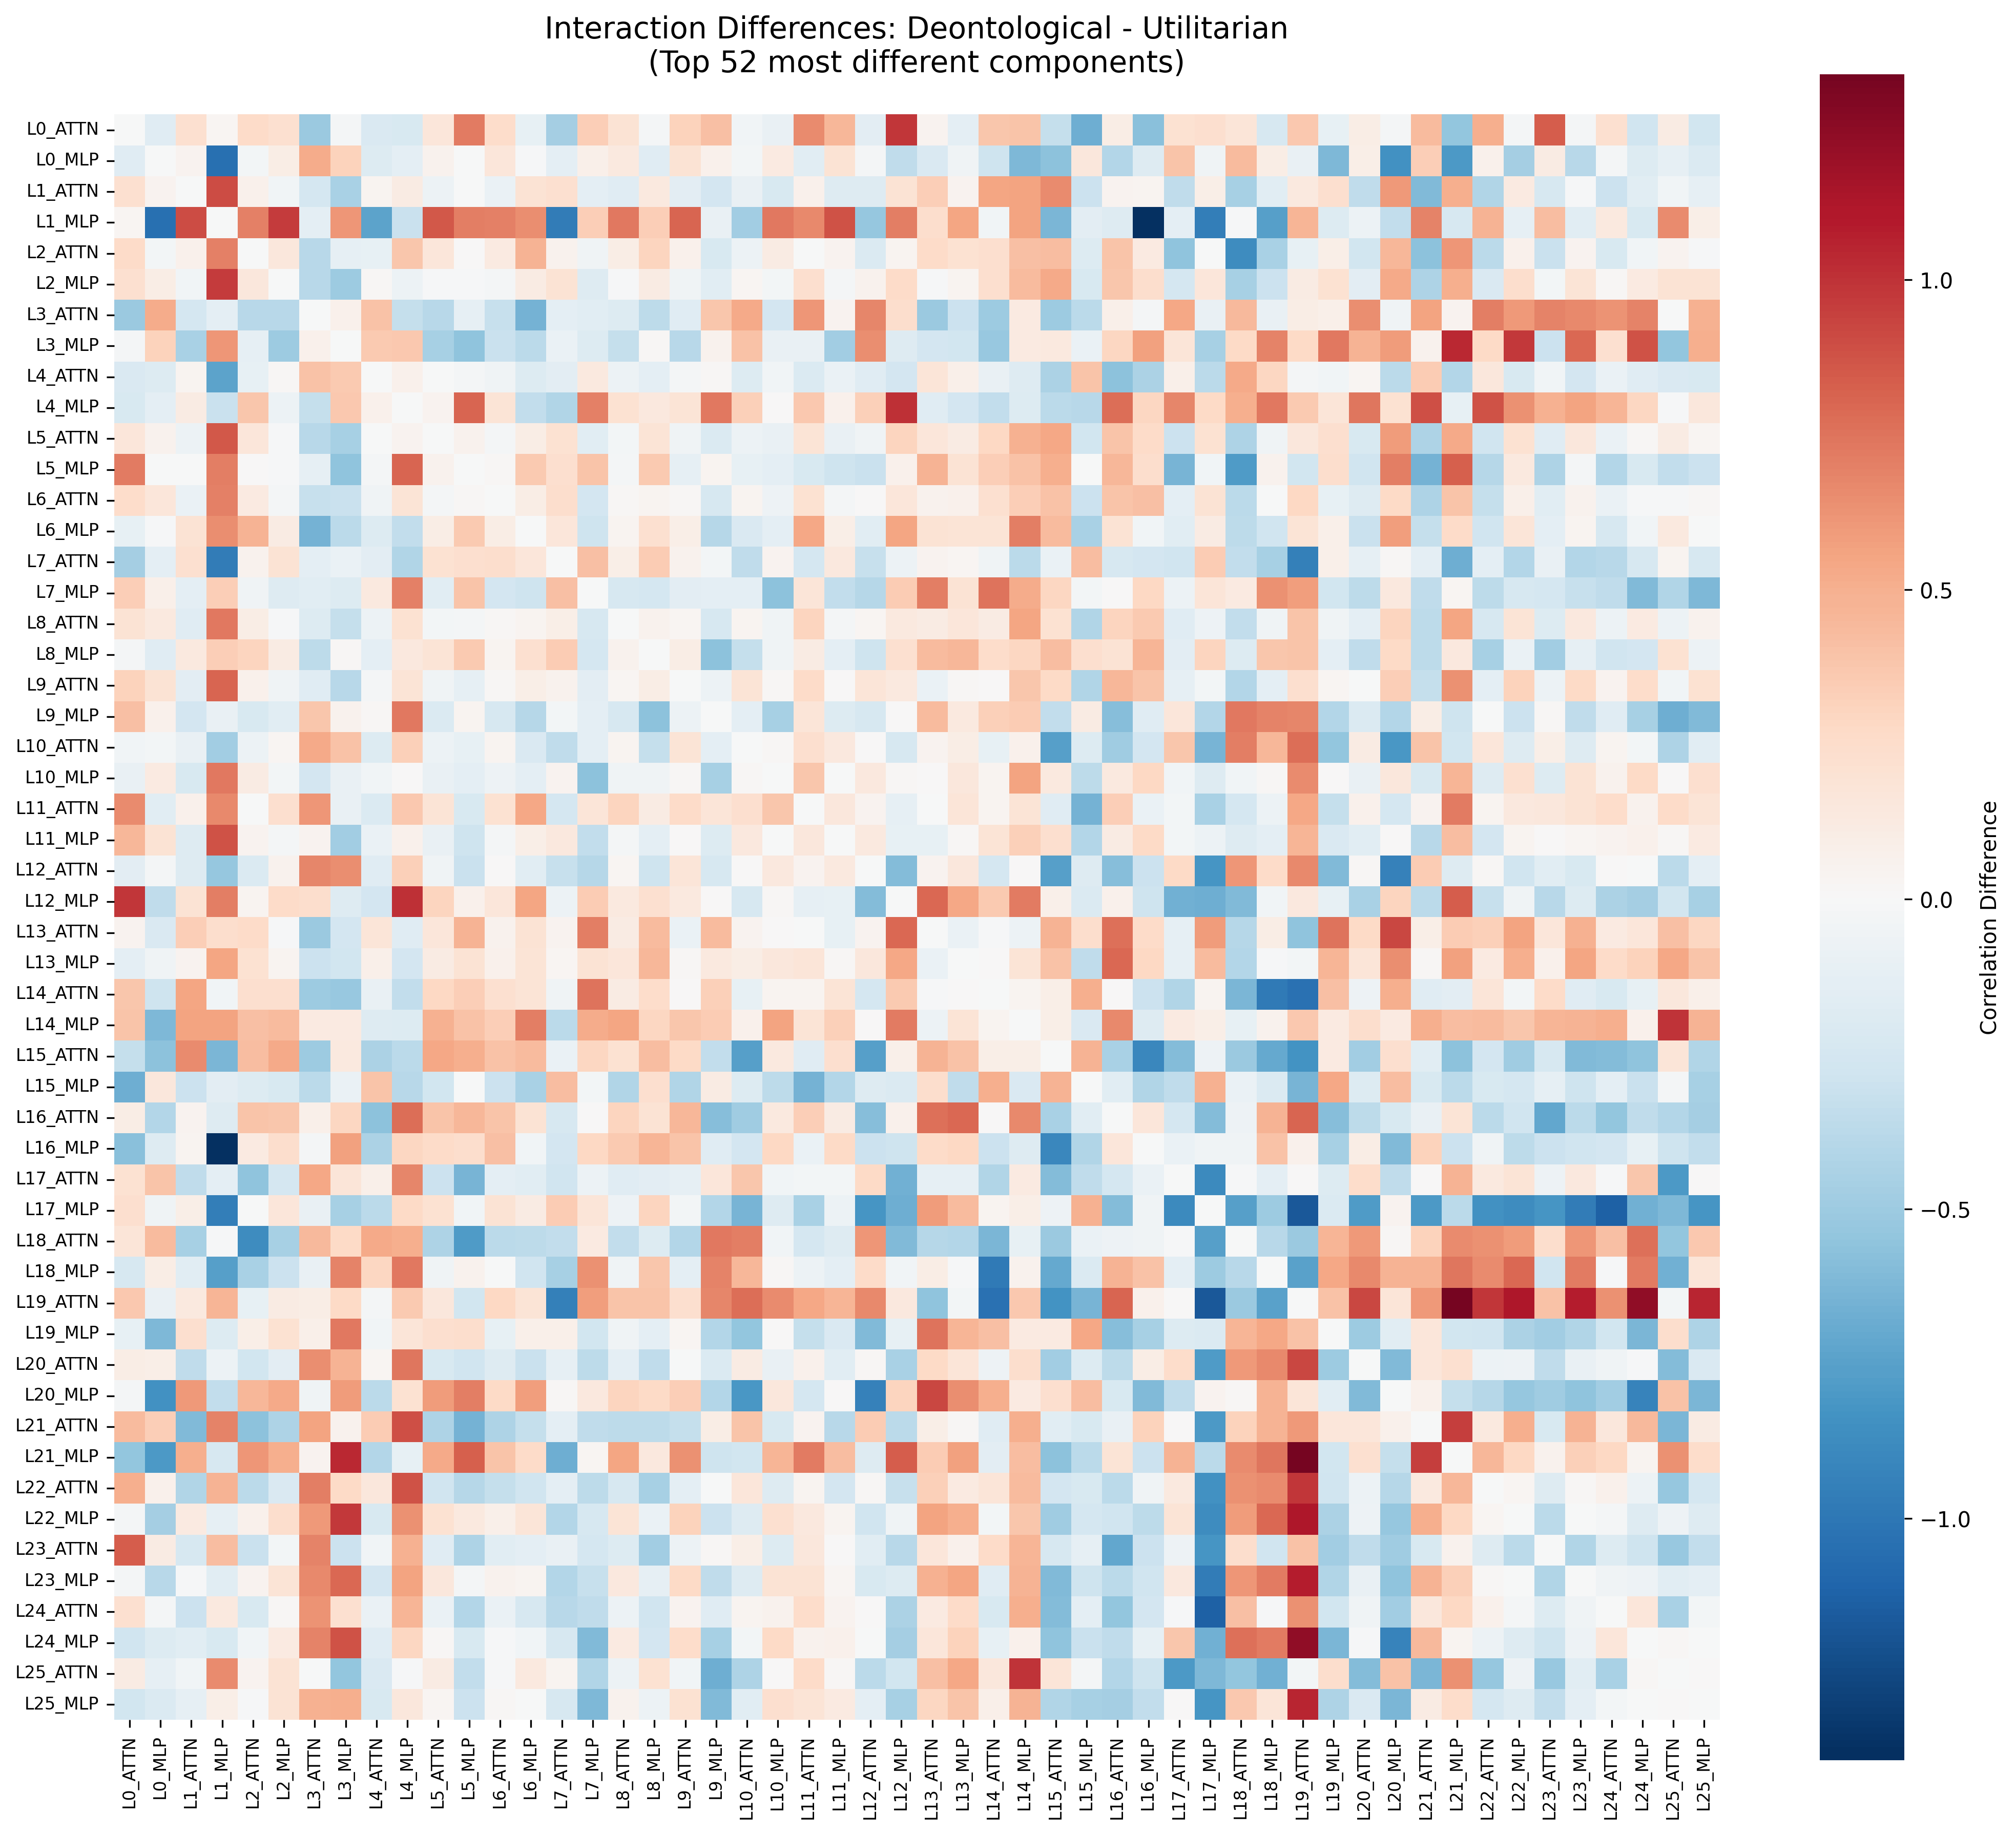 Interaction Differences: Deontological - Utilitarian
(Top 52 most different components)
L0_ATTN
L0_MLP
L1_ATTN
L1_MLP
L2_ATTN
L2_MLP
L3_ATTN
L3_MLP
L4_ATTN
L4_MLP
L5_ATTN
L5_MLP
L6_ATTN
L6_MLP
L7_ATTN
L7_MLP
L8_ATTN
L8_MLP
L9_ATTN
L9_MLP
L10_ATTN
L10_MLP
L11_ATTN
L11_MLP
L12_ATTN
L12_MLP
L13_ATTN
L13_MLP
L14_ATTN
L14_MLP
L15_ATTN
L15_MLP
L16_ATTN
L16_MLP
L17_ATTN
L17_MLP
L18_ATTN
L18_MLP
L19_ATTN
L19_MLP
L20_ATTN
L20_MLP
L21_ATTN
L21_MLP
L22_ATTN
L22_MLP
L23_ATTN
L23_MLP
L24_ATTN
L24_MLP
L25_ATTN
L25_MLP
L0_ATTN
L0_MLP
L1_ATTN
L1_MLP
L2_ATTN
L2_MLP
L3_ATTN
L3_MLP
L4_ATTN
L4_MLP
L5_ATTN
L5_MLP
L6_ATTN
L6_MLP
L7_ATTN
L7_MLP
L8_ATTN
L8_MLP
L9_ATTN
L9_MLP
L10_ATTN
L10_MLP
L11_ATTN
L11_MLP
L12_ATTN
L12_MLP
L13_ATTN
L13_MLP
L14_ATTN
L14_MLP
L15_ATTN
L15_MLP
L16_ATTN
L16_MLP
L17_ATTN
L17_MLP
L18_ATTN
L18_MLP
L19_ATTN
L19_MLP
L20_ATTN
L20_MLP
L21_ATTN
L21_MLP
L22_ATTN
L22_MLP
L23_ATTN
L23_MLP
L24_ATTN
L24_MLP
L25_ATTN
L25_MLP
1.0
0.5
0.0
−0.5
−1.0
Correlation Difference